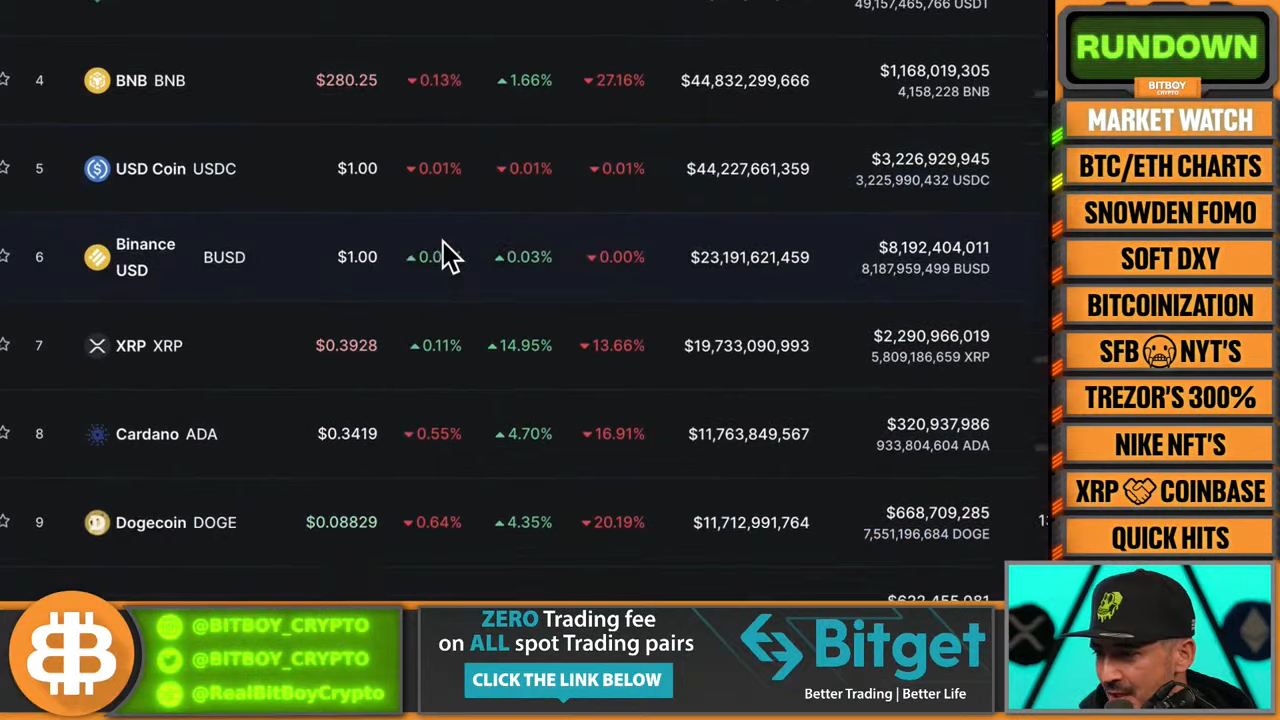 49,157,465,766 USDT
4 BNB BNB $280.25 0.13% 1.66% 27.16% $44,832,299,666 $1,168,019,305
4,158,228 BNB
5 USD Coin USDC $1.00 0.01% 0.01% 0.01% $44,227,661,359 $3,226,929,945
3,225,990,432 USDC
6 Binance USD BUSD $1.00 0.03% 0.00% $23,191,621,459 $8,192,404,011
8,187,959,499 BUSD
7 XRP XRP $0.3928 0.11% 14.95% 13.66% $19,733,090,993 $2,290,966,019
5,809,186,659 XRP
8 Cardano ADA $0.3419 0.55% 4.70% 16.91% $11,763,849,567 $320,937,986
933,804,604 ADA
9 Dogecoin DOGE $0.08829 0.64% 4.35% 20.19% $11,712,991,764 $668,709,285
7,551,196,684 DOGE
RUNDOWN
BITBOY
CRYPTO
MARKET WATCH
BTC/ETH CHARTS
SNOWDEN FOMO
SOFT DXY
BITCOINIZATION
SFB NYT'S
TREZOR'S 300%
NIKE NFT'S
XRP COINBASE
QUICK HITS
@BITBOY_CRYPTO
@BITBOY_CRYPTO
@RealBitBoyCrypto
ZERO Trading fee
on ALL spot Trading pairs
CLICK THE LINK BELOW
Bitget
Better Trading | Better Life